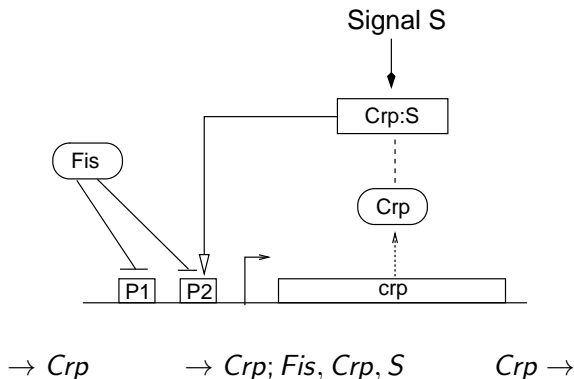 Signal S
Crp:S
Fis
Crp
P1 P2 crp
→ Crp → Crp; Fis, Crp, S Crp →